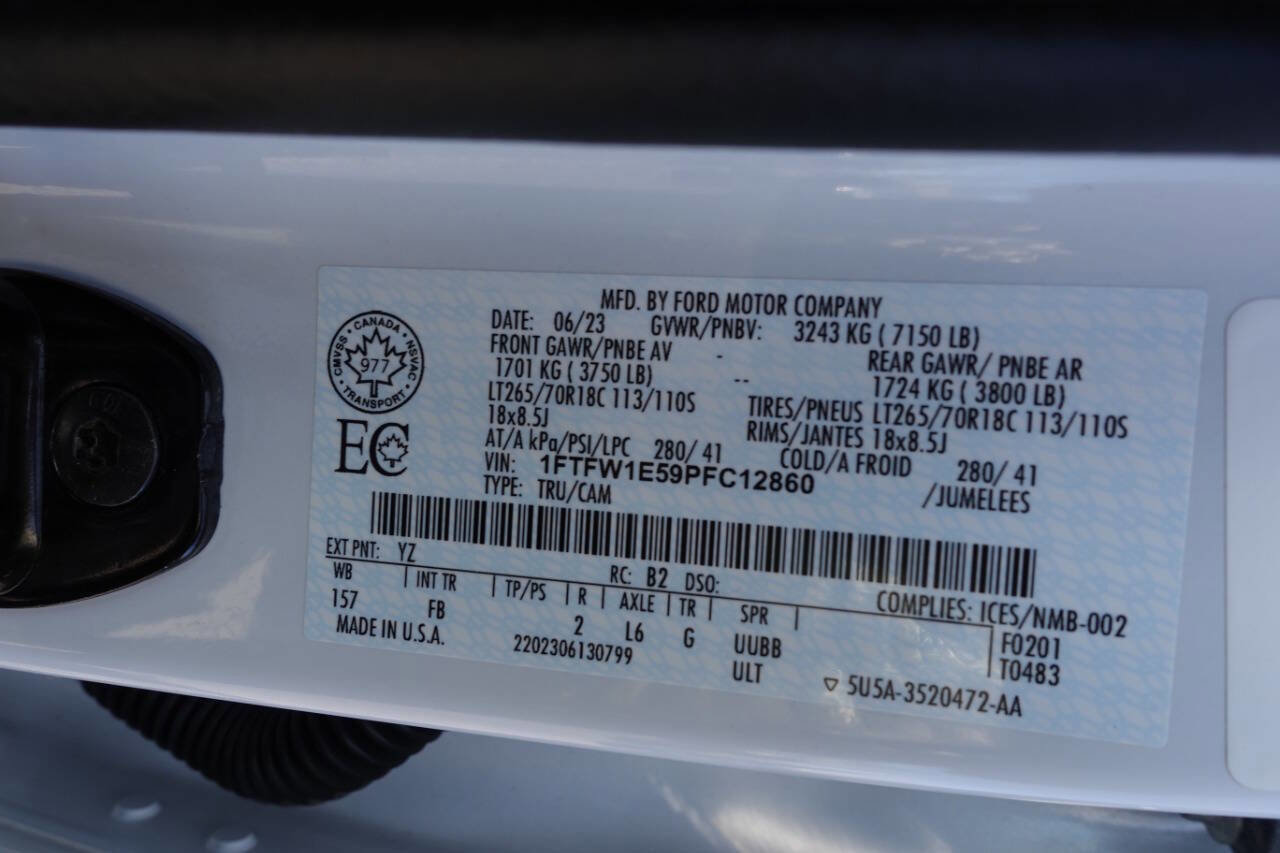 MFD. BY FORD MOTOR COMPANY
DATE: 06/23 GVWR/PNBV: 3243 KG ( 7150 LB)
FRONT GAWR/PNBE AV - REAR GAWR/ PNBE AR
1701 KG ( 3750 LB) -- 1724 KG ( 3800 LB)
LT265/70R18C 113/110S TIRES/PNEUS LT265/70R18C 113/110S
18x8.5J RIMS/JANTES 18x8.5J
AT/A kPa/PSI/LPC 280/ 41 COLD/A FROID 280/ 41
VIN: 1FTFW1E59PFC12860 /JUMELEES
TYPE: TRU/CAM
CANADA
CMVSS · NSVAC
977
TRANSPORT
EC
EXT PNT: YZ RC: B2 DSO:
COMPLIES: ICES/NMB-002
WB | INT TR | TP/PS | R | AXLE | TR | SPR |
157 FB 2 L6 G UUBB F0201
MADE IN U.S.A. 2202306130799 ULT T0483
▽ 5U5A-3520472-AA